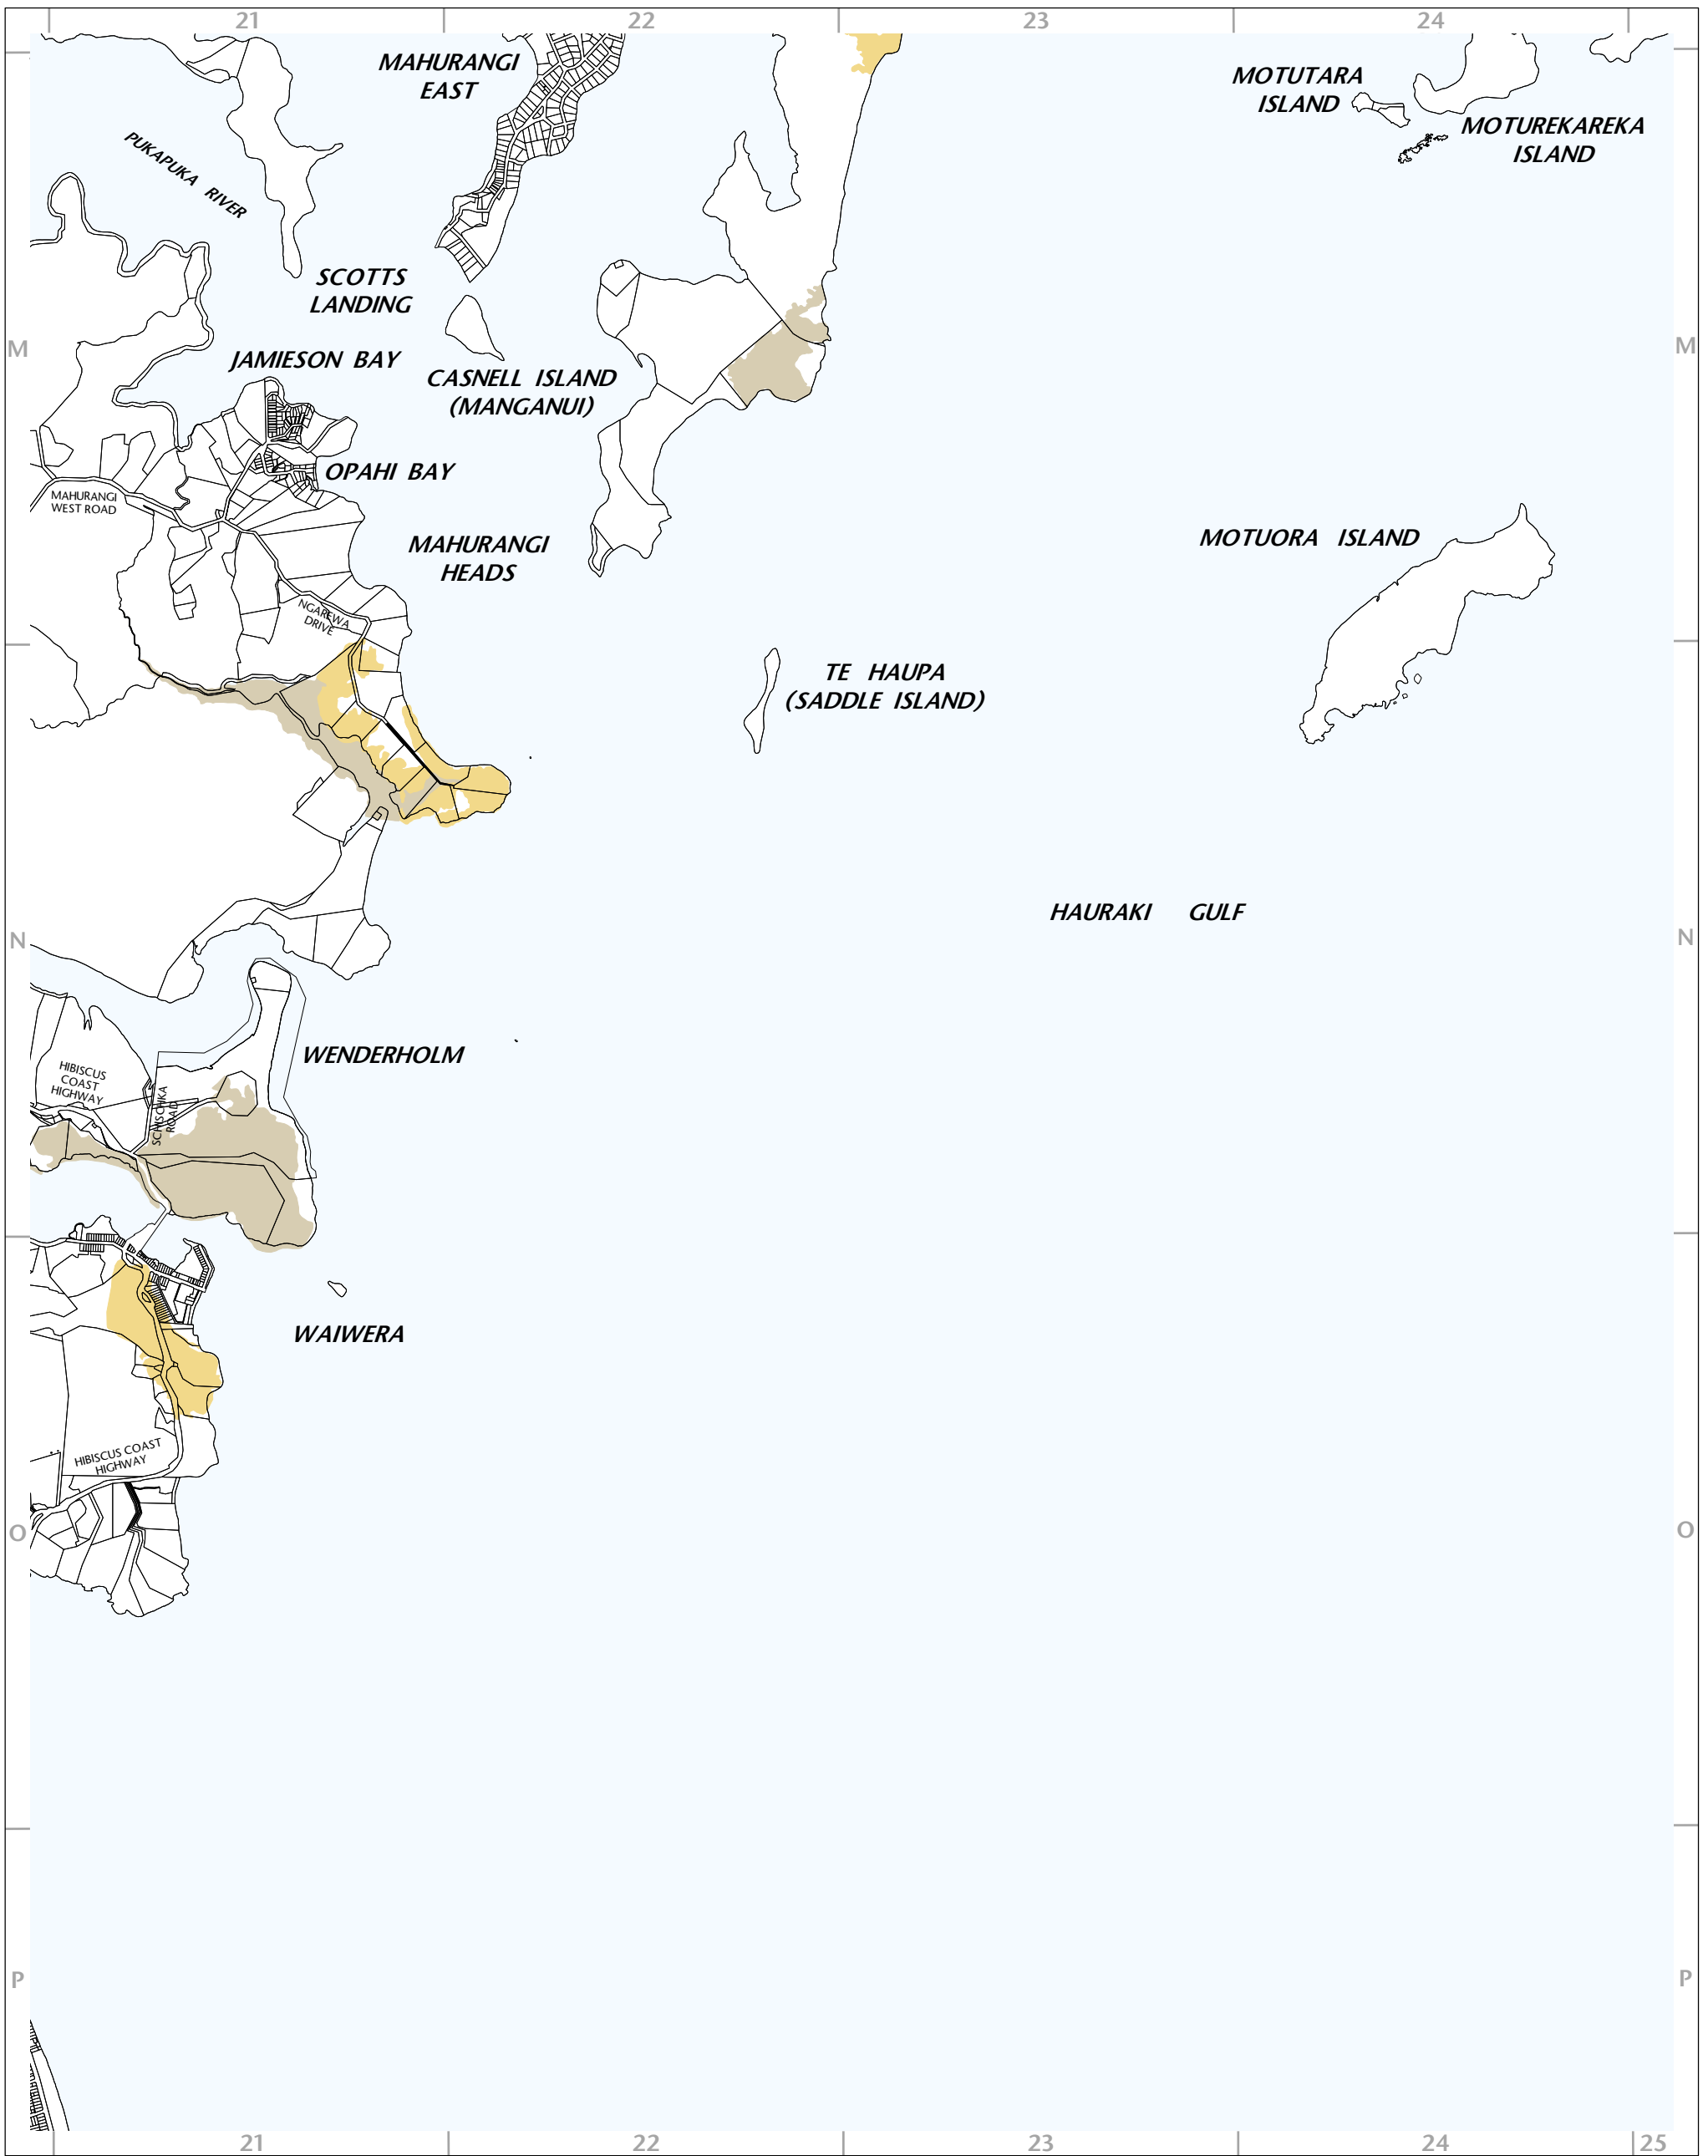 21 22 23 24
MAHURANGI
EAST
MOTUTARA
ISLAND
MOTUREKAREKA
ISLAND
PUKAPUKA RIVER
SCOTTS
LANDING
M M
JAMIESON BAY
CASNELL ISLAND
(MANGANUI)
OPAHI BAY
MAHURANGI
WEST ROAD
MAHURANGI
HEADS
MOTUORA ISLAND
NGAREWA
DRIVE
TE HAUPA
(SADDLE ISLAND)
HAURAKI GULF
N N
WENDERHOLM
HIBISCUS
COAST
HIGHWAY
SCHISCHKA
ROAD
WAIWERA
HIBISCUS COAST
HIGHWAY
O O
P P
21 22 23 24 25